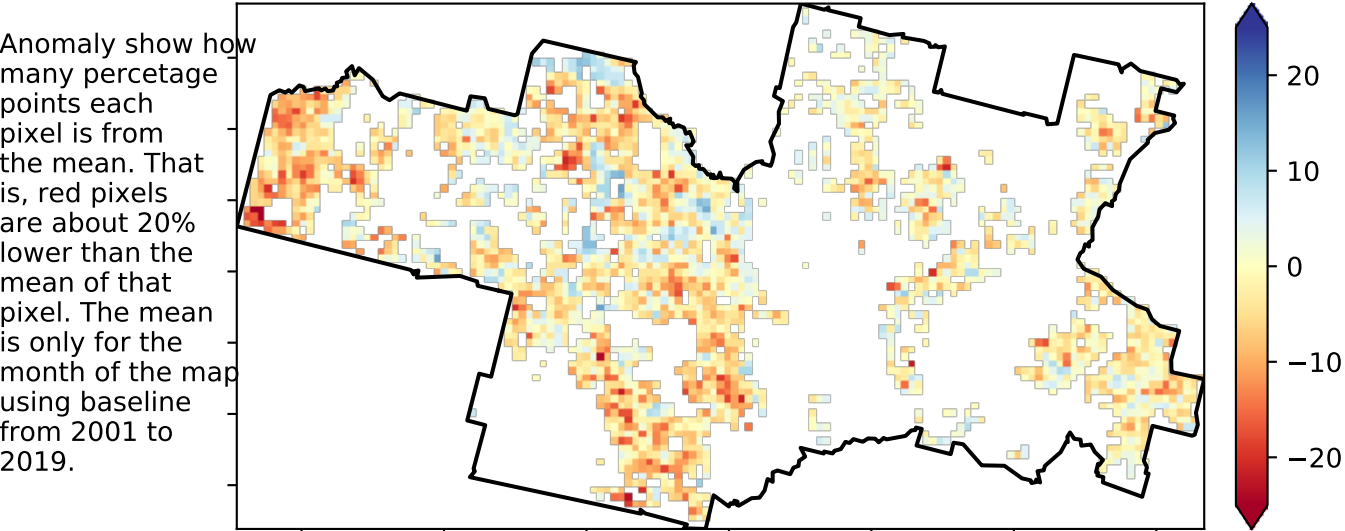 Anomaly show how
many percetage
points each
pixel is from
the mean. That
is, red pixels
are about 20%
lower than the
mean of that
pixel. The mean
is only for the
month of the map
using baseline
from 2001 to
2019.
20
10
0
−10
−20